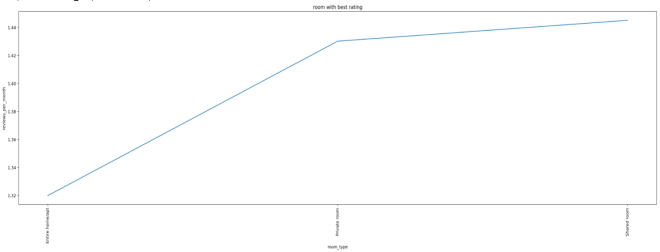 room with best rating
reviews_per_month
1.44
1.42
1.40
1.38
1.36
1.34
1.32
Entire home/apt
Private room
Shared room
room_type